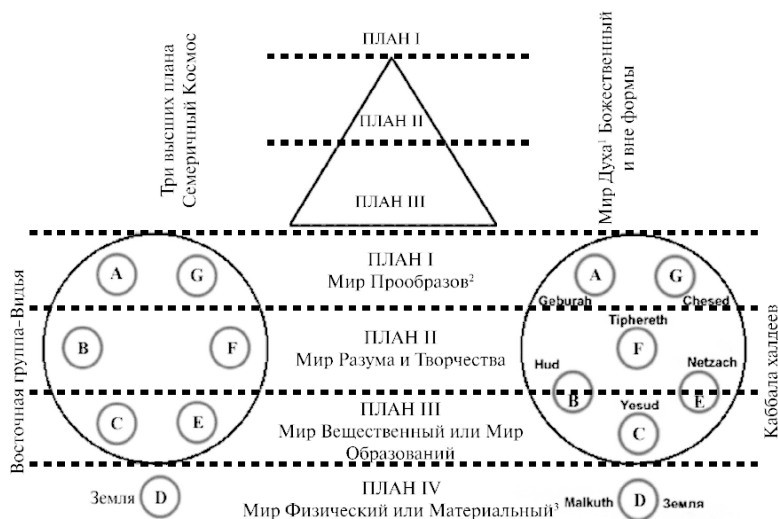 ПЛАН I
Три высших плана
Семеричный Космос
ПЛАН II
Мир Духа¹ Божественный
и вне формы
ПЛАН III
Восточная группа-Видья
A
G
ПЛАН I
Мир Прообразов²
A
G
Geburah
Chesed
B
F
ПЛАН II
Мир Разума и Творчества
Tiphereth
F
Hud
Netzach
B
E
C
E
ПЛАН III
Мир Вещественный или Мир
Образований
Yesud
C
Каббала халдеев
Земля
D
ПЛАН IV
Мир Физический или Материальный³
Malkuth
D
Земля